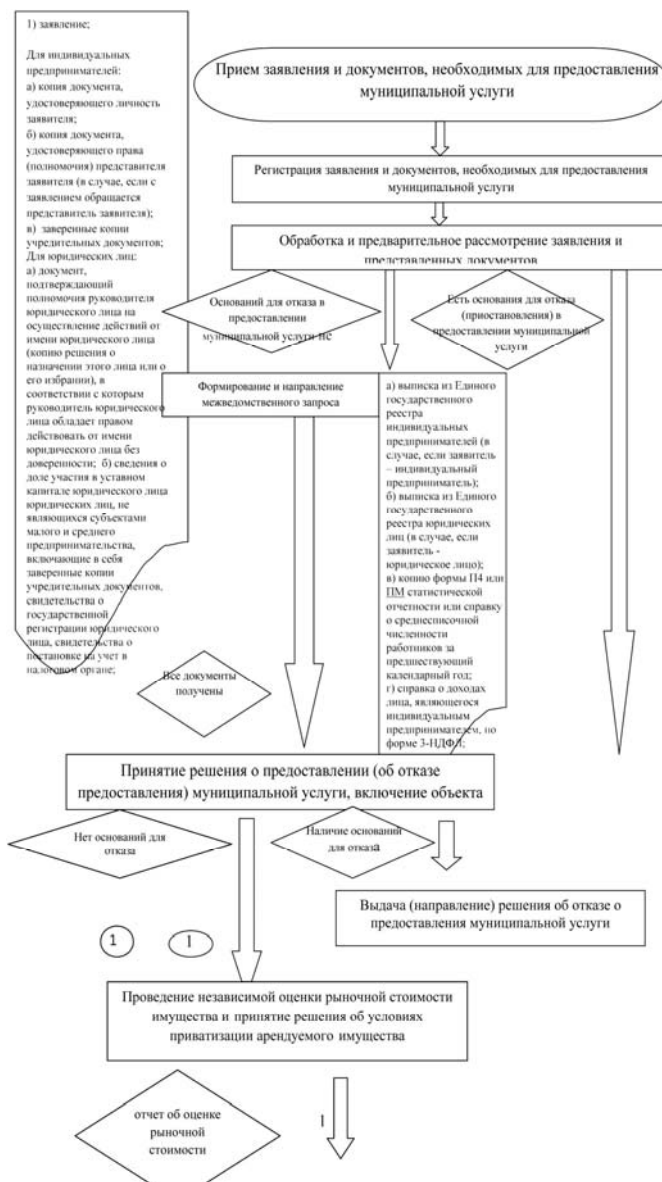 1) заявление;
Для индивидуальных
предпринимателей:
а) копия документа,
удостоверяющего личность
заявителя;
б) копия документа,
удостоверяющего права
(полномочия) представителя
заявителя (в случае, если с
заявлением обращается
представитель заявителя);
в) заверенные копии
учредительных документов;
Для юридических лиц:
а) документ,
подтверждающий
полномочия руководителя
юридического лица на
осуществление действий от
имени юридического лица
(копию решения о
назначении этого лица или о
его избрании), в
соответствии с которым
руководитель юридического
лица обладает правом
действовать от имени
юридического лица без
доверенности; б) сведения о
доле участия в уставном
капитале юридического лица
юридических лиц, не
являющихся субъектами
малого и среднего
предпринимательства,
включающие в себя
заверенные копии
учредительных документов,
свидетельства о
государственной
регистрации юридического
лица, свидетельства о
постановке на учет в
налоговом органе;
Прием заявления и документов, необходимых для предоставления
муниципальной услуги
Регистрация заявления и документов, необходимых для предоставления
муниципальной услуги
Обработка и предварительное рассмотрение заявления и
представленных документов
Оснований для отказа в
предоставлении
муниципальной услуги не
Есть основания для отказа
(приостановления) в
предоставлении муниципальной
услуги
Формирование и направление
межведомственного запроса
а) выписка из Единого
государственного
реестра
индивидуальных
предпринимателей (в
случае, если заявитель
– индивидуальный
предприниматель);
б) выписка из Единого
государственного
реестра юридических
лиц (в случае, если
заявитель -
юридическое лицо);
в) копию формы П4 или
ПМ статистической
отчетности или справку
о среднесписочной
численности
работников за
предшествующий
календарный год;
г) справка о доходах
лица, являющегося
индивидуальным
предпринимателем, по
форме 3-НДФЛ;
Все документы
получены
Принятие решения о предоставлении (об отказе
предоставления) муниципальной услуги, включение объекта
Нет оснований для
отказа
Наличие оснований
для отказа
Выдача (направление) решения об отказе о
предоставления муниципальной услуги
1 1
Проведение независимой оценки рыночной стоимости
имущества и принятие решения об условиях
приватизации арендуемого имущества
отчет об оценке
рыночной
стоимости
1